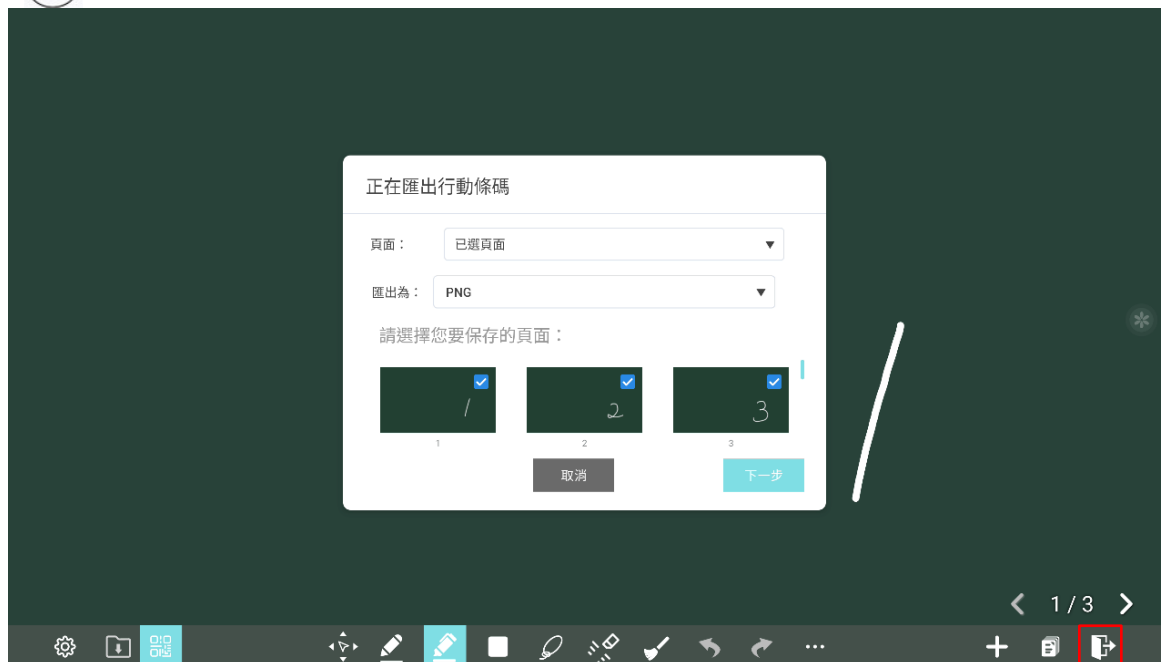 正在匯出行動條碼
頁面： 已選頁面
匯出為： PNG
請選擇您要保存的頁面：
1 2 3
1 2 3
取消 下一步
1 / 3